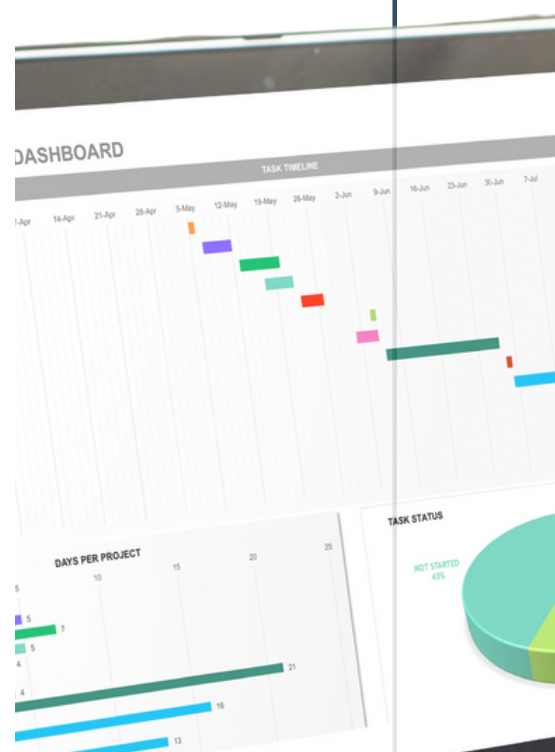 DASHBOARD
TASK TIMELINE
7-Apr 14-Apr 21-Apr 28-Apr 5-May 12-May 19-May 26-May 2-Jun 9-Jun 16-Jun 23-Jun 30-Jun 7-Jul
DAYS PER PROJECT
5 10 15 20 25
5
7
5
4
4
21
16
13
TASK STATUS
NOT STARTED
43%